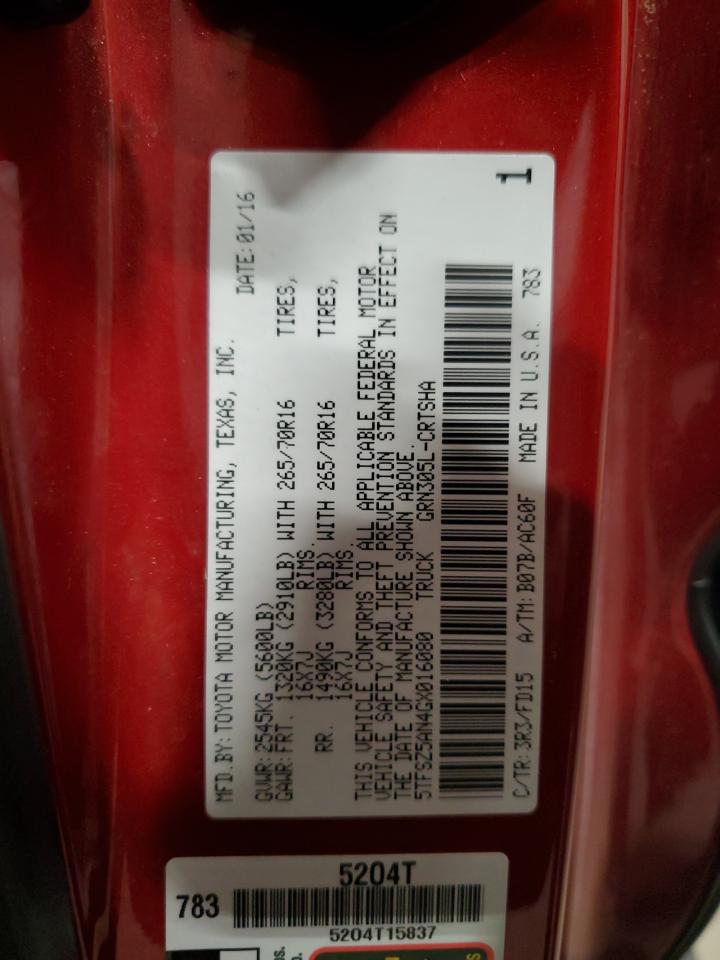 MFD.BY:TOYOTA MOTOR MANUFACTURING, TEXAS, INC.
DATE:01/16
GVWR:2545KG (5600LB)
GAWR:FRT. 1320KG (2910LB) WITH 265/70R16 TIRES,
16X7J RIMS.
RR. 1490KG (3280LB) WITH 265/70R16 TIRES,
16X7J RIMS.
THIS VEHICLE CONFORMS TO ALL APPLICABLE FEDERAL MOTOR
VEHICLE SAFETY AND THEFT PREVENTION STANDARDS IN EFFECT ON
THE DATE OF MANUFACTURE SHOWN ABOVE.
5TFSZ5AN4GX016080 TRUCK GRN305L-CRTSHA
C/TR:3R3/FD15 A/TM:B07B/AC60F MADE IN U.S.A. 783
1
5204T
783
5204T15837